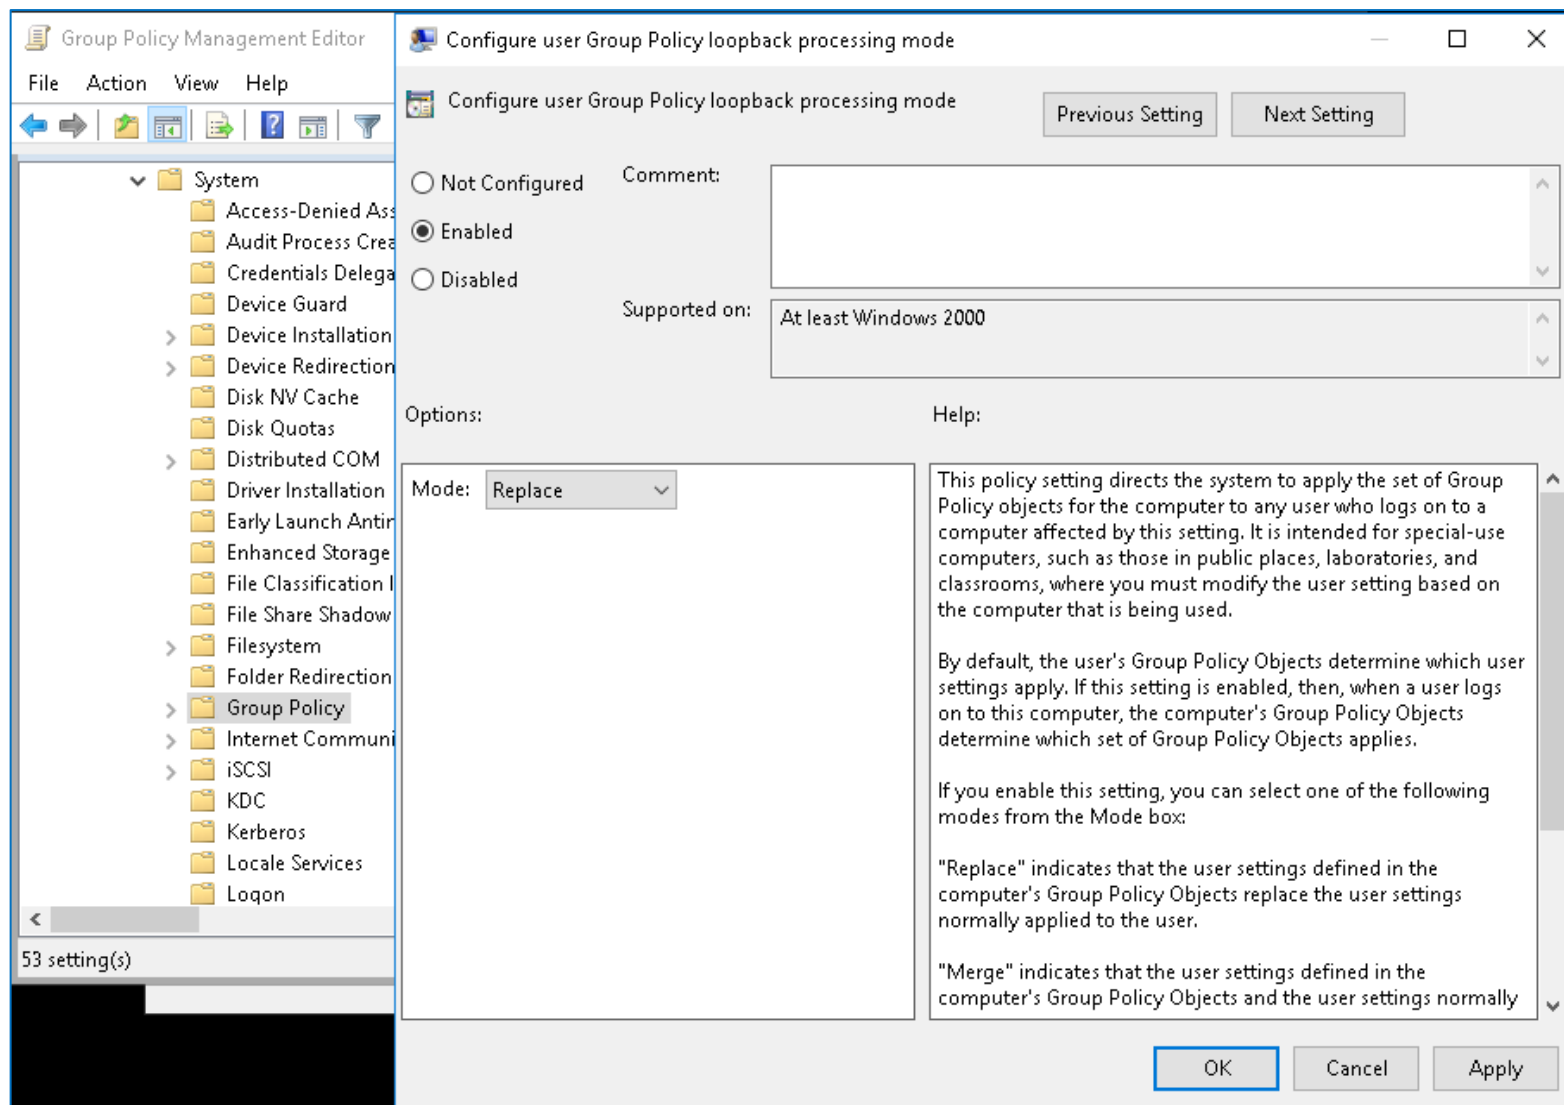 Group Policy Management Editor
File Action View Help
System
Access-Denied Ass
Audit Process Crea
Credentials Delega
Device Guard
Device Installation
Device Redirection
Disk NV Cache
Disk Quotas
Distributed COM
Driver Installation
Early Launch Antir
Enhanced Storage
File Classification I
File Share Shadow
Filesystem
Folder Redirection
Group Policy
Internet Communi
iSCSI
KDC
Kerberos
Locale Services
Logon
53 setting(s)
Configure user Group Policy loopback processing mode
Configure user Group Policy loopback processing mode
Previous Setting
Next Setting
Not Configured
Enabled
Disabled
Comment:
Supported on:
At least Windows 2000
Options:
Help:
Mode: Replace
This policy setting directs the system to apply the set of Group
Policy objects for the computer to any user who logs on to a
computer affected by this setting. It is intended for special-use
computers, such as those in public places, laboratories, and
classrooms, where you must modify the user setting based on
the computer that is being used.
By default, the user's Group Policy Objects determine which user
settings apply. If this setting is enabled, then, when a user logs
on to this computer, the computer's Group Policy Objects
determine which set of Group Policy Objects applies.
If you enable this setting, you can select one of the following
modes from the Mode box:
"Replace" indicates that the user settings defined in the
computer's Group Policy Objects replace the user settings
normally applied to the user.
"Merge" indicates that the user settings defined in the
computer's Group Policy Objects and the user settings normally
OK
Cancel
Apply